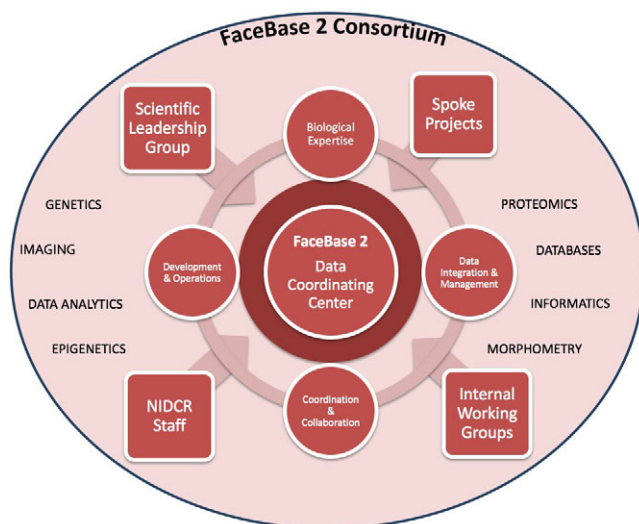 FaceBase 2 Consortium
Scientific
Leadership
Group
Biological
Expertise
Spoke
Projects
GENETICS
IMAGING
DATA ANALYTICS
EPIGENETICS
Development
& Operations
FaceBase 2
Data
Coordinating
Center
Data
Integration &
Management
PROTEOMICS
DATABASES
INFORMATICS
MORPHOMETRY
NIDCR
Staff
Coordination
&
Collaboration
Internal
Working
Groups